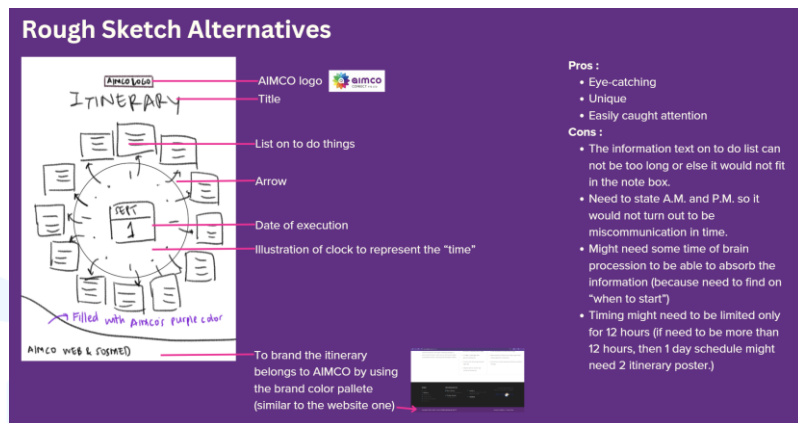 Rough Sketch Alternatives
AIMCO LOGO
ITINERARY
SEPT
1
Filled with AIMCO's purple color
AIMCO WEB & SOSMED
AIMCO logo
aimco
Title
List on to do things
Arrow
Date of execution
Illustration of clock to represent the “time”
To brand the itinerary
belongs to AIMCO by using
the brand color pallete
(similar to the website one)
Pros :
• Eye-catching
• Unique
• Easily caught attention
Cons :
• The information text on to do list can
not be too long or else it would not fit
in the note box.
• Need to state A.M. and P.M. so it
would not turn out to be
miscommunication in time.
• Might need some time of brain
procession to be able to absorb the
information (because need to find on
“when to start”)
• Timing might need to be limited only
for 12 hours (if need to be more than
12 hours, then 1 day schedule might
need 2 itinerary poster.)